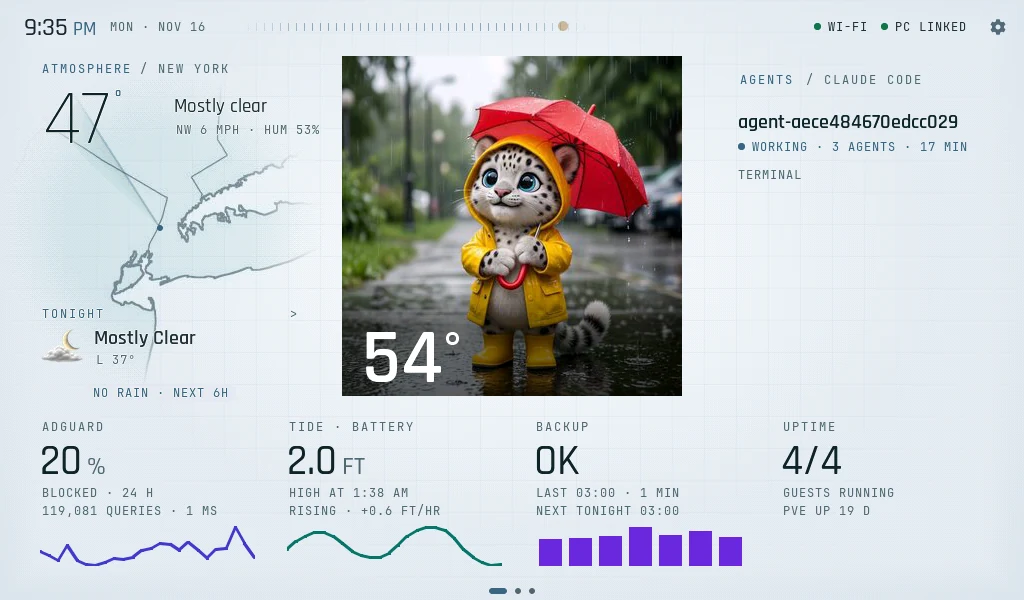 9:35 PM MON · NOV 16
WI-FI PC LINKED
ATMOSPHERE / NEW YORK
47°
Mostly clear
NW 6 MPH · HUM 53%
TONIGHT >
Mostly Clear
L 37°
NO RAIN · NEXT 6H
54°
AGENTS / CLAUDE CODE
agent-aece484670edcc029
WORKING · 3 AGENTS · 17 MIN
TERMINAL
ADGUARD
20 %
BLOCKED · 24 H
119,081 QUERIES · 1 MS
TIDE · BATTERY
2.0 FT
HIGH AT 1:38 AM
RISING · +0.6 FT/HR
BACKUP
OK
LAST 03:00 · 1 MIN
NEXT TONIGHT 03:00
UPTIME
4/4
GUESTS RUNNING
PVE UP 19 D